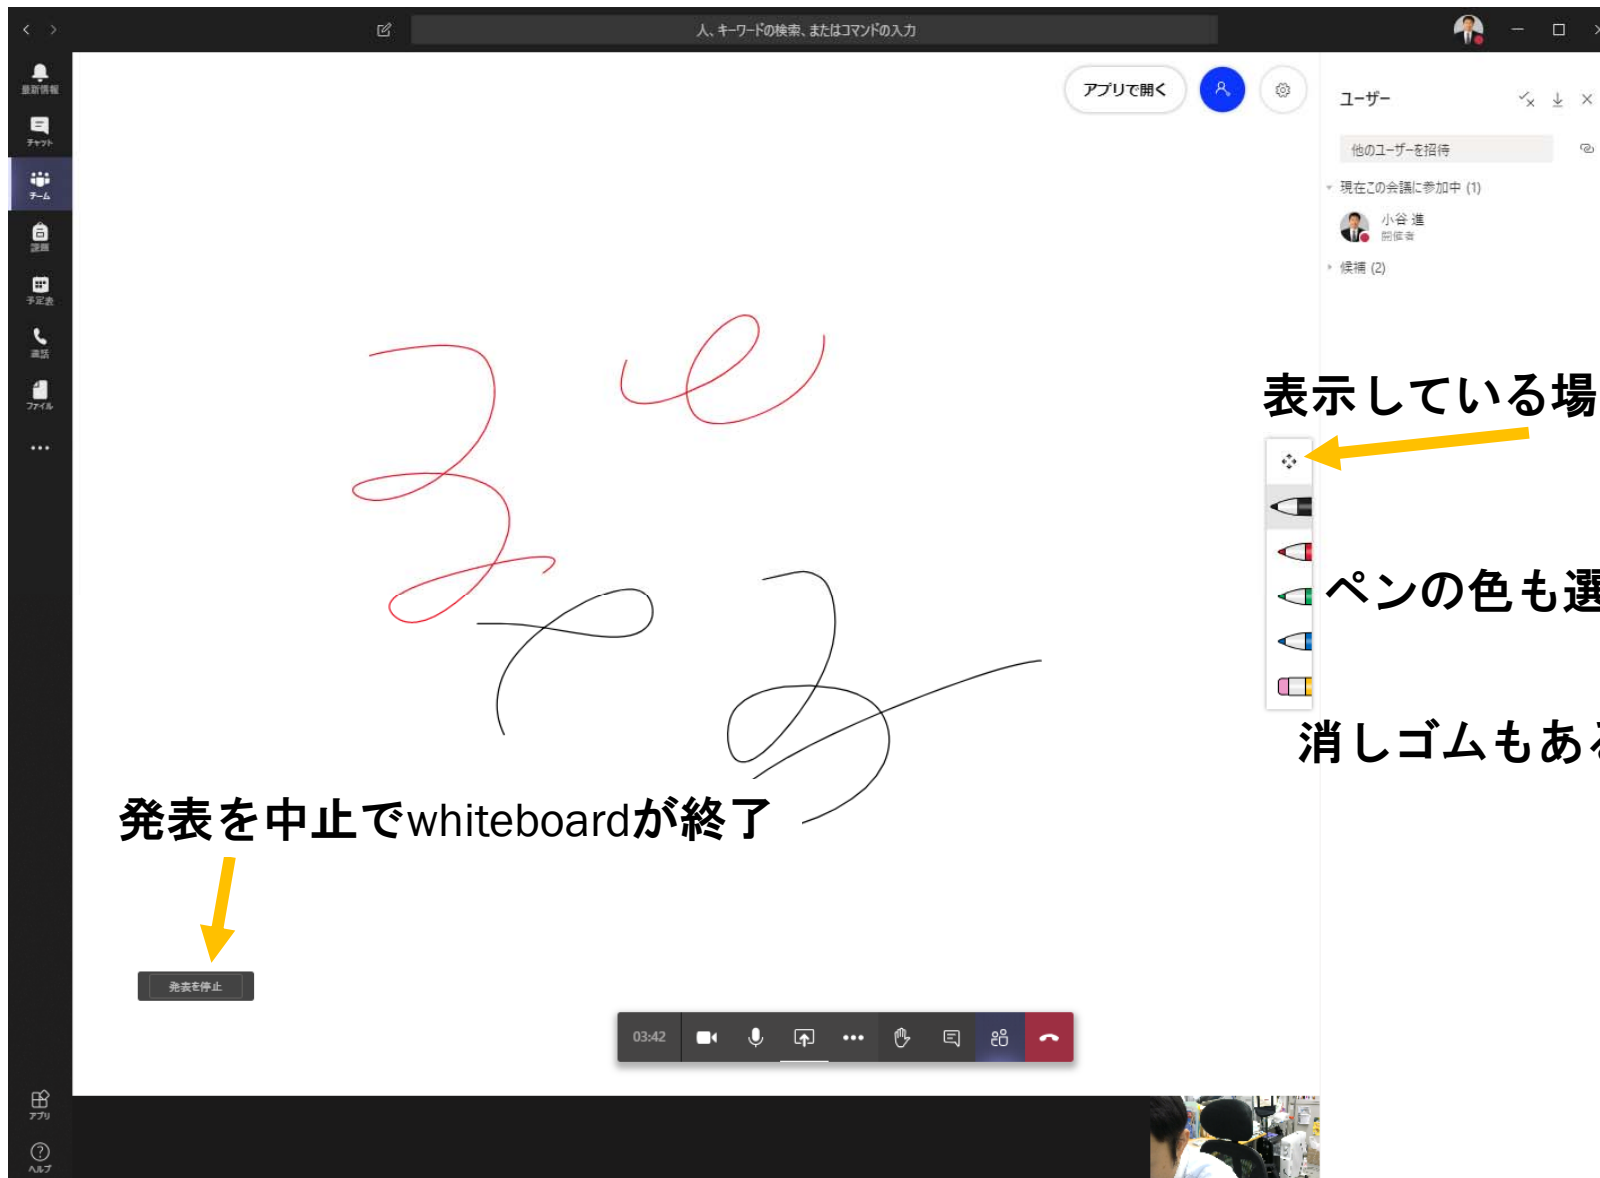 人、キーワードの検索、またはコマンドの入力
最新情報
チャット
チーム
課題
予定表
通話
ファイル
アプリ
ヘルプ
アプリで開く
ユーザー
他のユーザーを招待
現在この会議に参加中 (1)
小谷 進
開催者
候補 (2)
表示している場
ペンの色も選
消しゴムもある
発表を中止でwhiteboardが終了
発表を停止
03:42